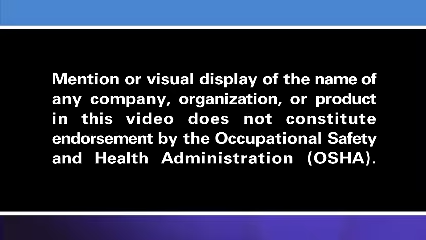 Mention or visual display of the name of
any company, organization, or product
in this video does not constitute
endorsement by the Occupational Safety
and Health Administration (OSHA).